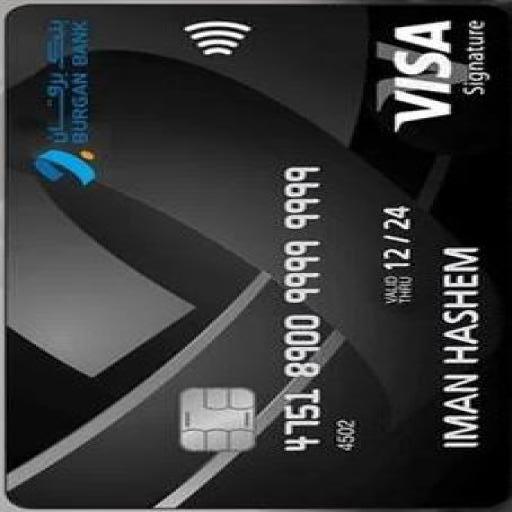 بنك برقان
BURGAN BANK
VISA
Signature
4751 8900 9999 9999
4502
VALID THRU 12 / 24
IMAN HASHEM